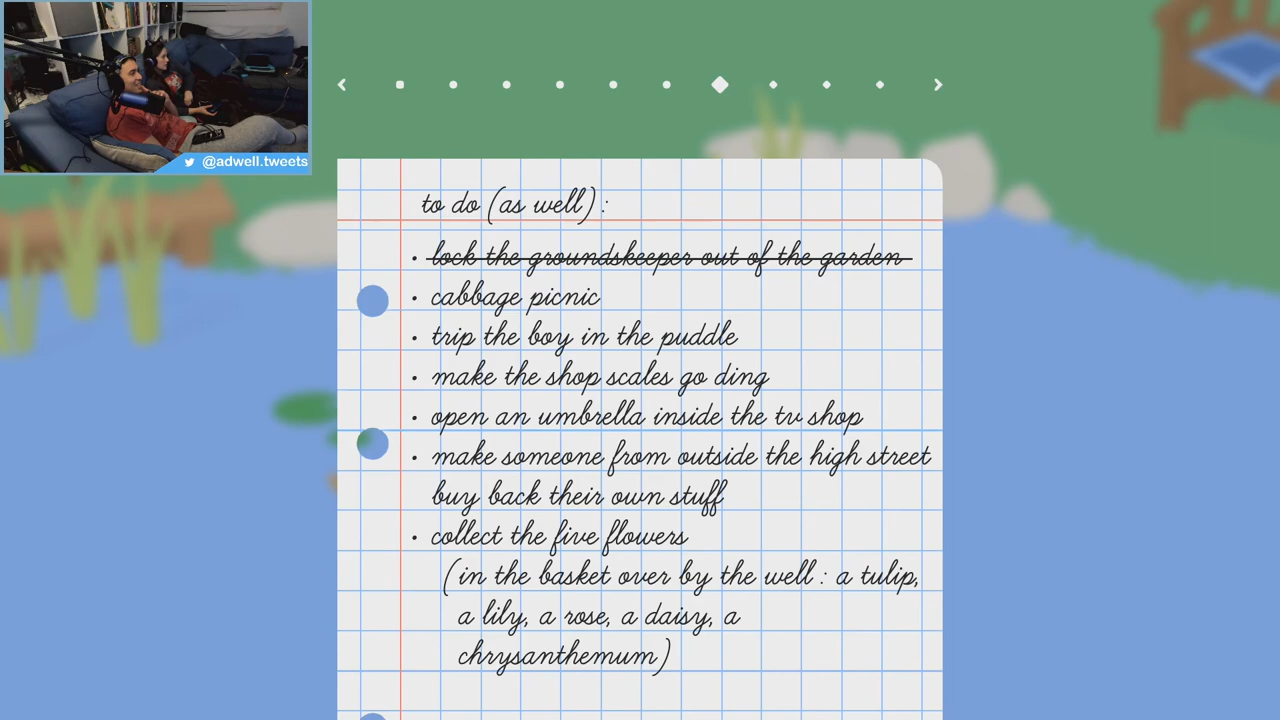 @adwell.tweets
to do (as well) :
• lock the groundskeeper out of the garden
• cabbage picnic
• trip the boy in the puddle
• make the shop scales go ding
• open an umbrella inside the tv shop
• make someone from outside the high street
buy back their own stuff
• collect the five flowers
(in the basket over by the well : a tulip,
a lily, a rose, a daisy, a
chrysanthemum)